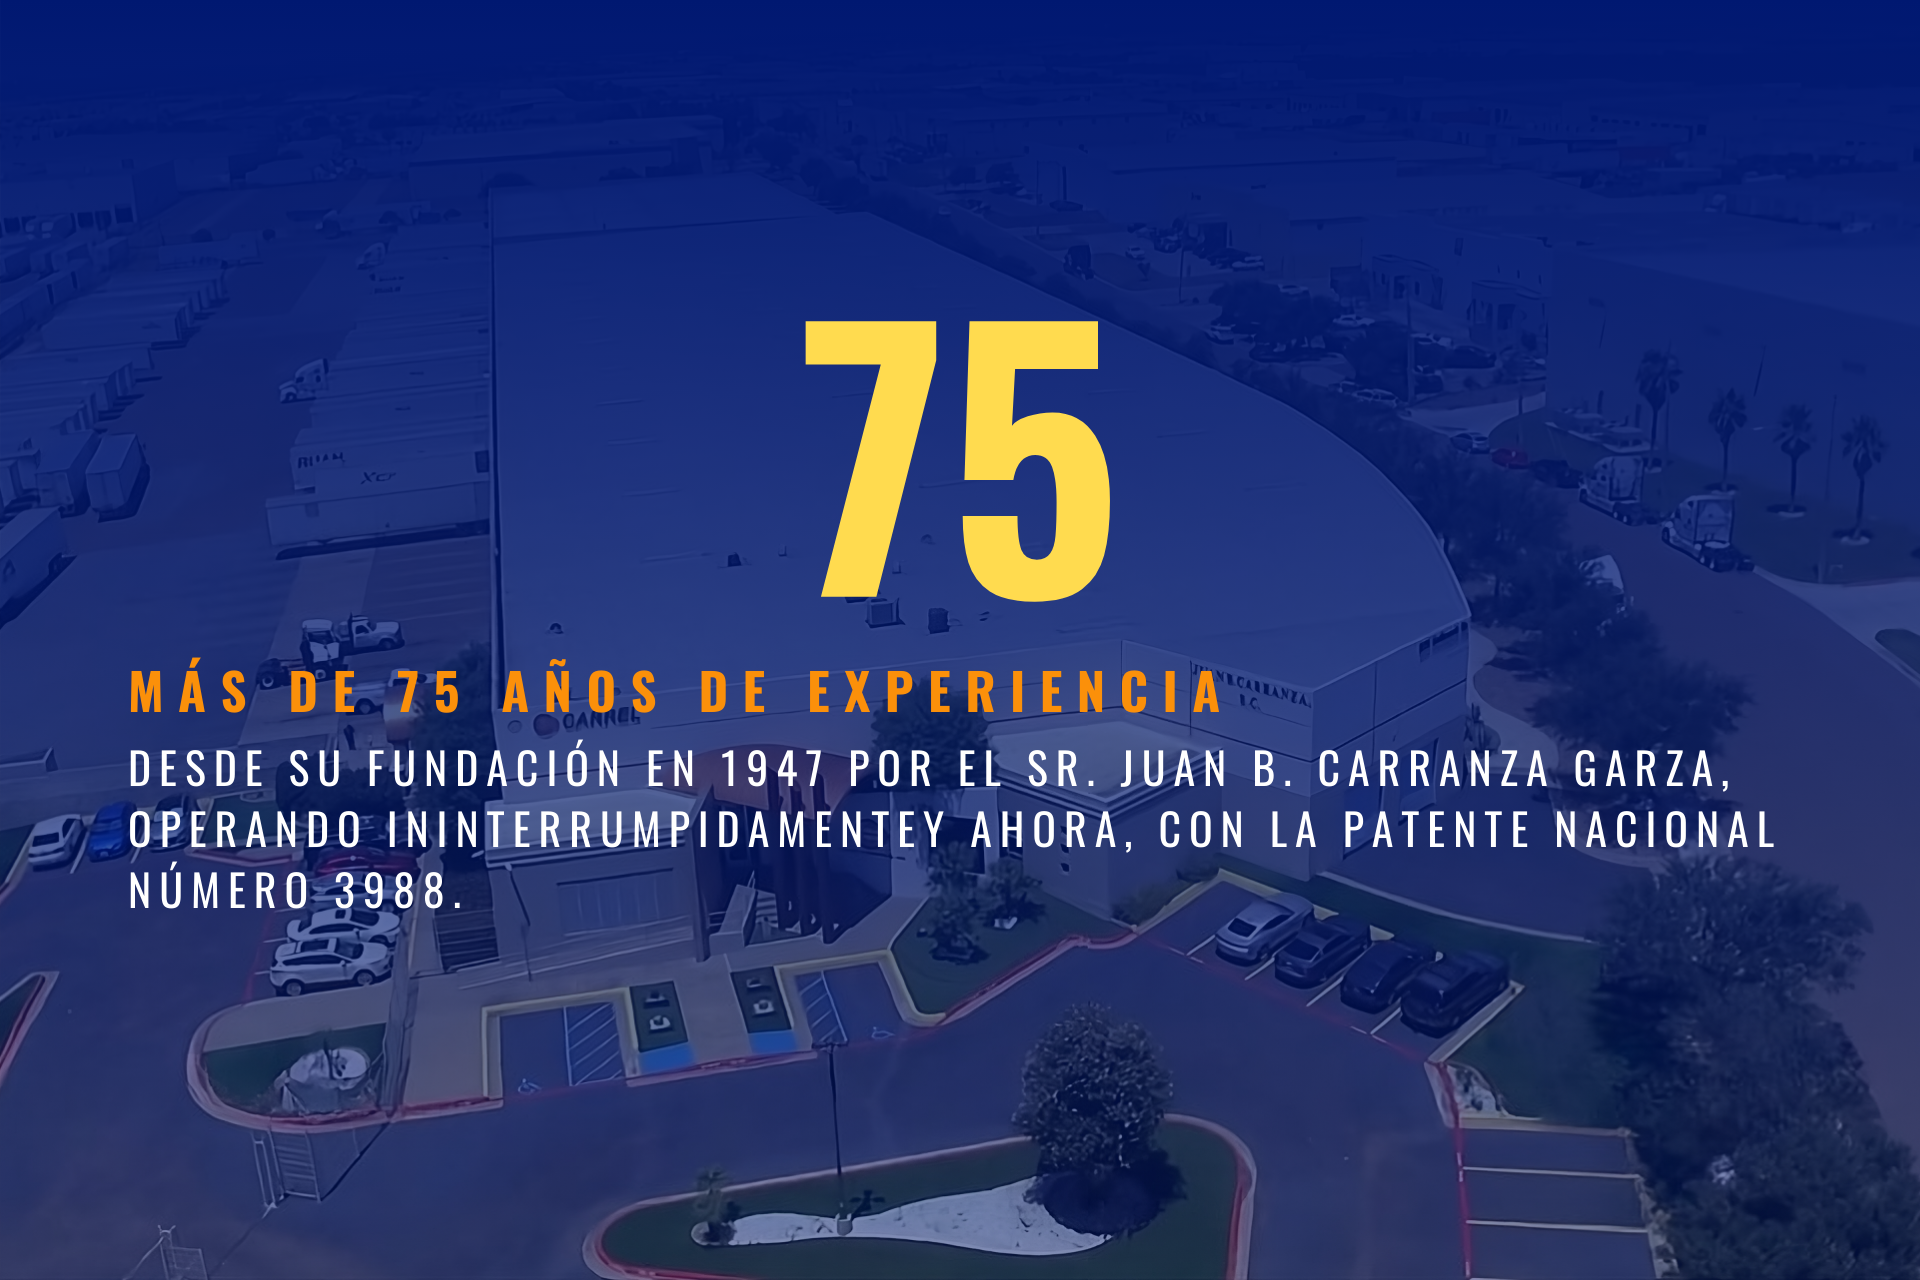 75
MÁS DE 75 AÑOS DE EXPERIENCIA
DESDE SU FUNDACIÓN EN 1947 POR EL SR. JUAN B. CARRANZA GARZA,
OPERANDO ININTERRUMPIDAMENTEY AHORA, CON LA PATENTE NACIONAL
NÚMERO 3988.